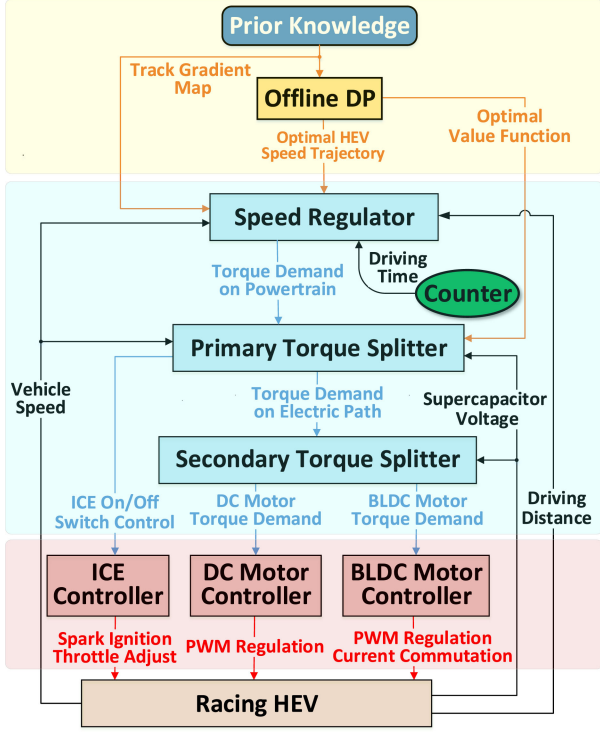 Prior Knowledge
Track Gradient
Map
Offline DP
Optimal
Value Function
Optimal HEV
Speed Trajectory
Speed Regulator
Driving
Time
Torque Demand
on Powertrain
Counter
Primary Torque Splitter
Vehicle
Speed
Torque Demand
on Electric Path
Supercapacitor
Voltage
Secondary Torque Splitter
ICE On/Off
Switch Control
DC Motor
Torque Demand
BLDC Motor
Torque Demand
Driving
Distance
ICE
Controller
DC Motor
Controller
BLDC Motor
Controller
Spark Ignition
Throttle Adjust
PWM Regulation
PWM Regulation
Current Commutation
Racing HEV